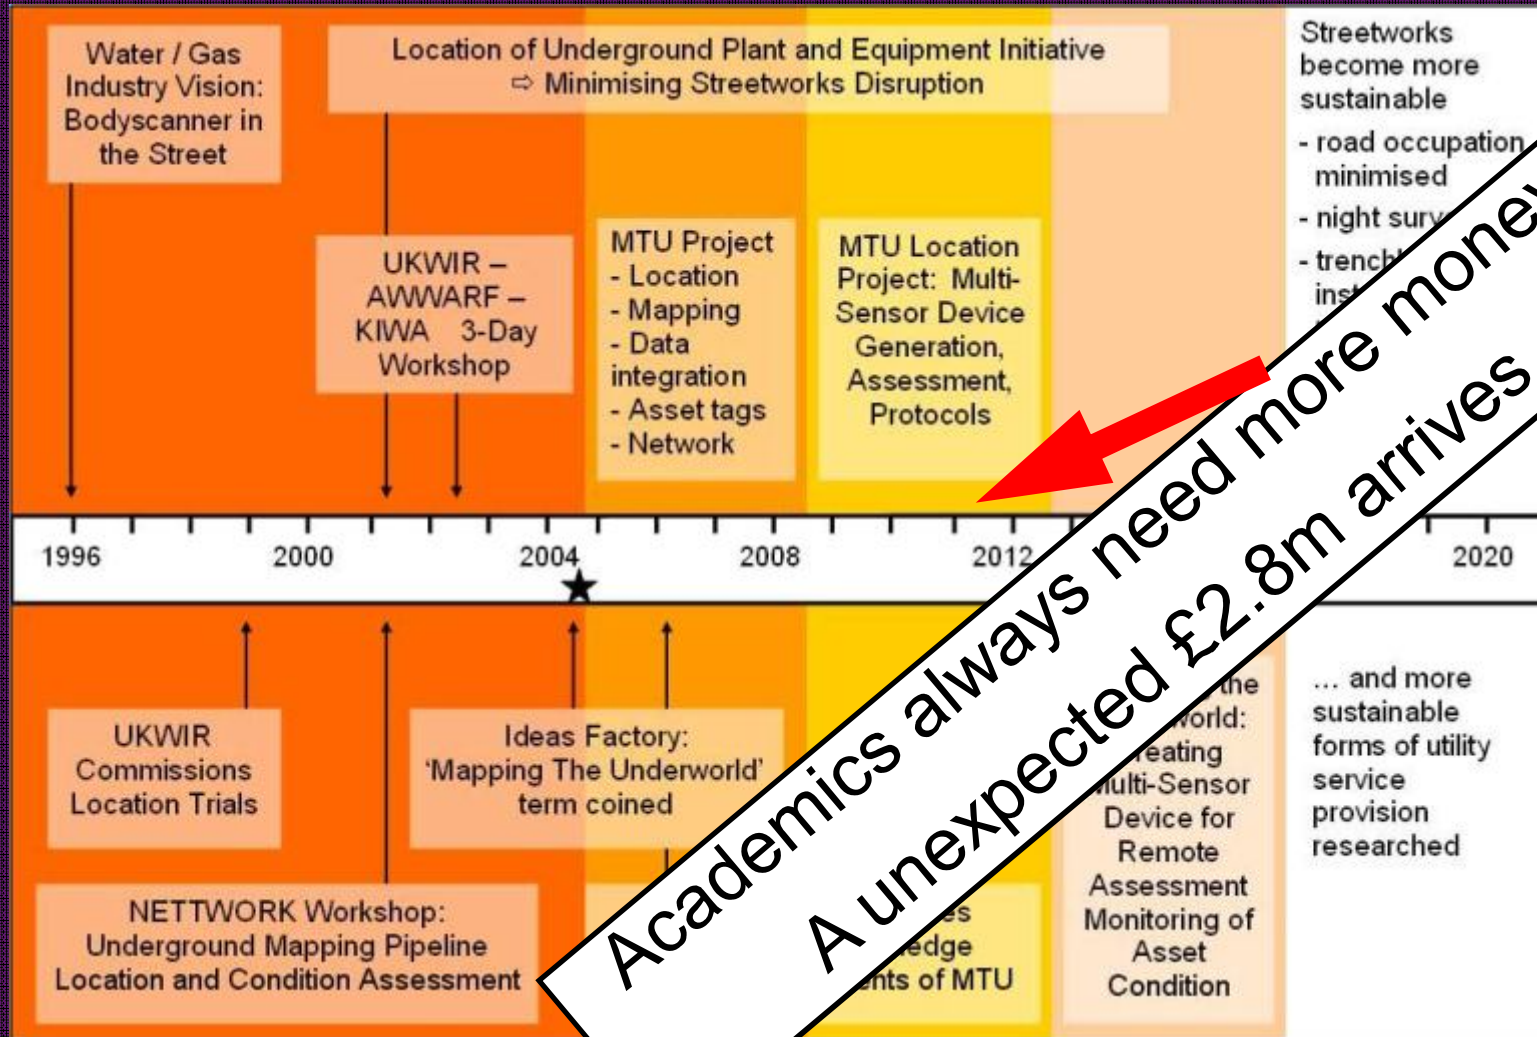 Water / Gas
Industry Vision:
Bodyscanner in
the Street
Location of Underground Plant and Equipment Initiative
⇨ Minimising Streetworks Disruption
Streetworks
become more
sustainable
- road occupation
minimised
- night
-
UKWIR –
AWWARF –
KIWA 3-Day
Workshop
MTU Project
- Location
- Mapping
- Data
integration
- Asset tags
- Network
MTU Location
Project: Multi-
Sensor Device
Generation,
Assessment,
Protocols
1996 2000 2004 2008 2012 2020
Academics always need more money
A unexpected £2.8m arrives
UKWIR
Commissions
Location Trials
Ideas Factory:
‘Mapping The Underworld’
term coined
NETTWORK Workshop:
Underground Mapping Pipeline
Location and Condition Assessment
of MTU
the
Device for
Remote
Assessment
Monitoring of
Asset
Condition
... and more
sustainable
forms of utility
service
provision
researched